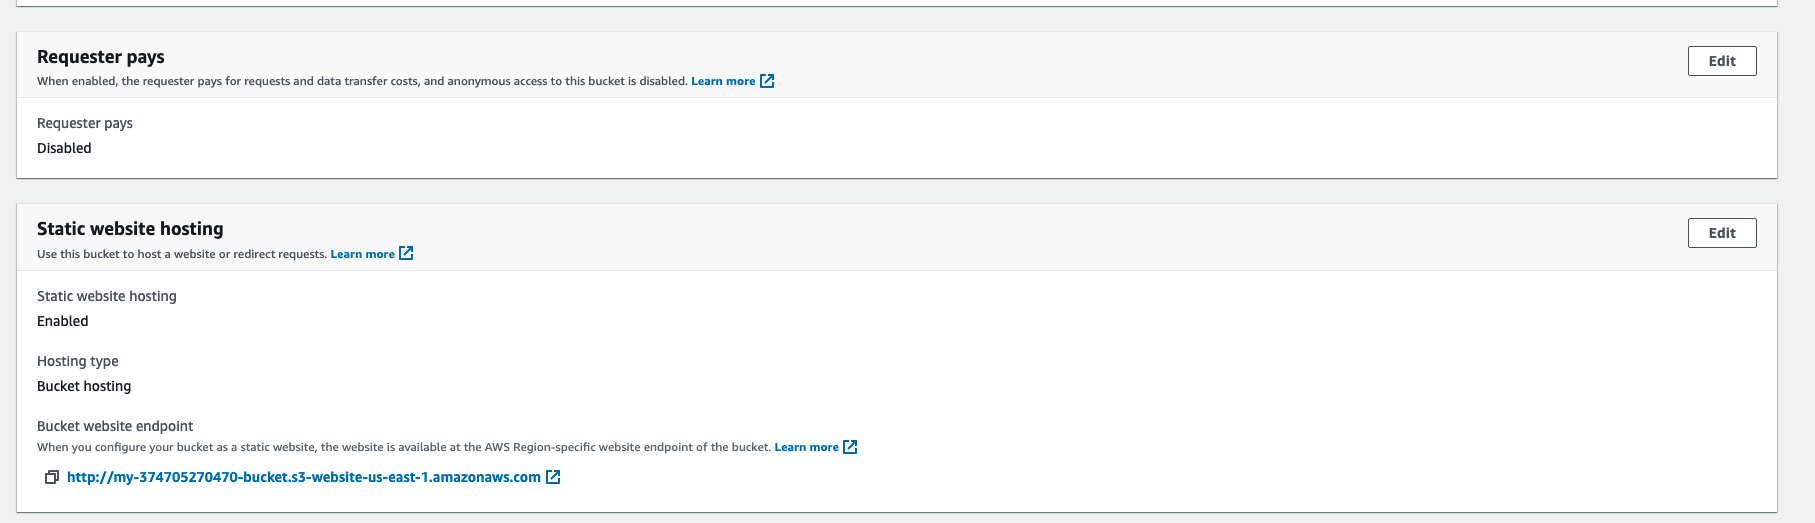 Requester pays
Edit
When enabled, the requester pays for requests and data transfer costs, and anonymous access to this bucket is disabled. Learn more
Requester pays
Disabled
Static website hosting
Edit
Use this bucket to host a website or redirect requests. Learn more
Static website hosting
Enabled
Hosting type
Bucket hosting
Bucket website endpoint
When you configure your bucket as a static website, the website is available at the AWS Region-specific website endpoint of the bucket. Learn more
http://my-374705270470-bucket.s3-website-us-east-1.amazonaws.com